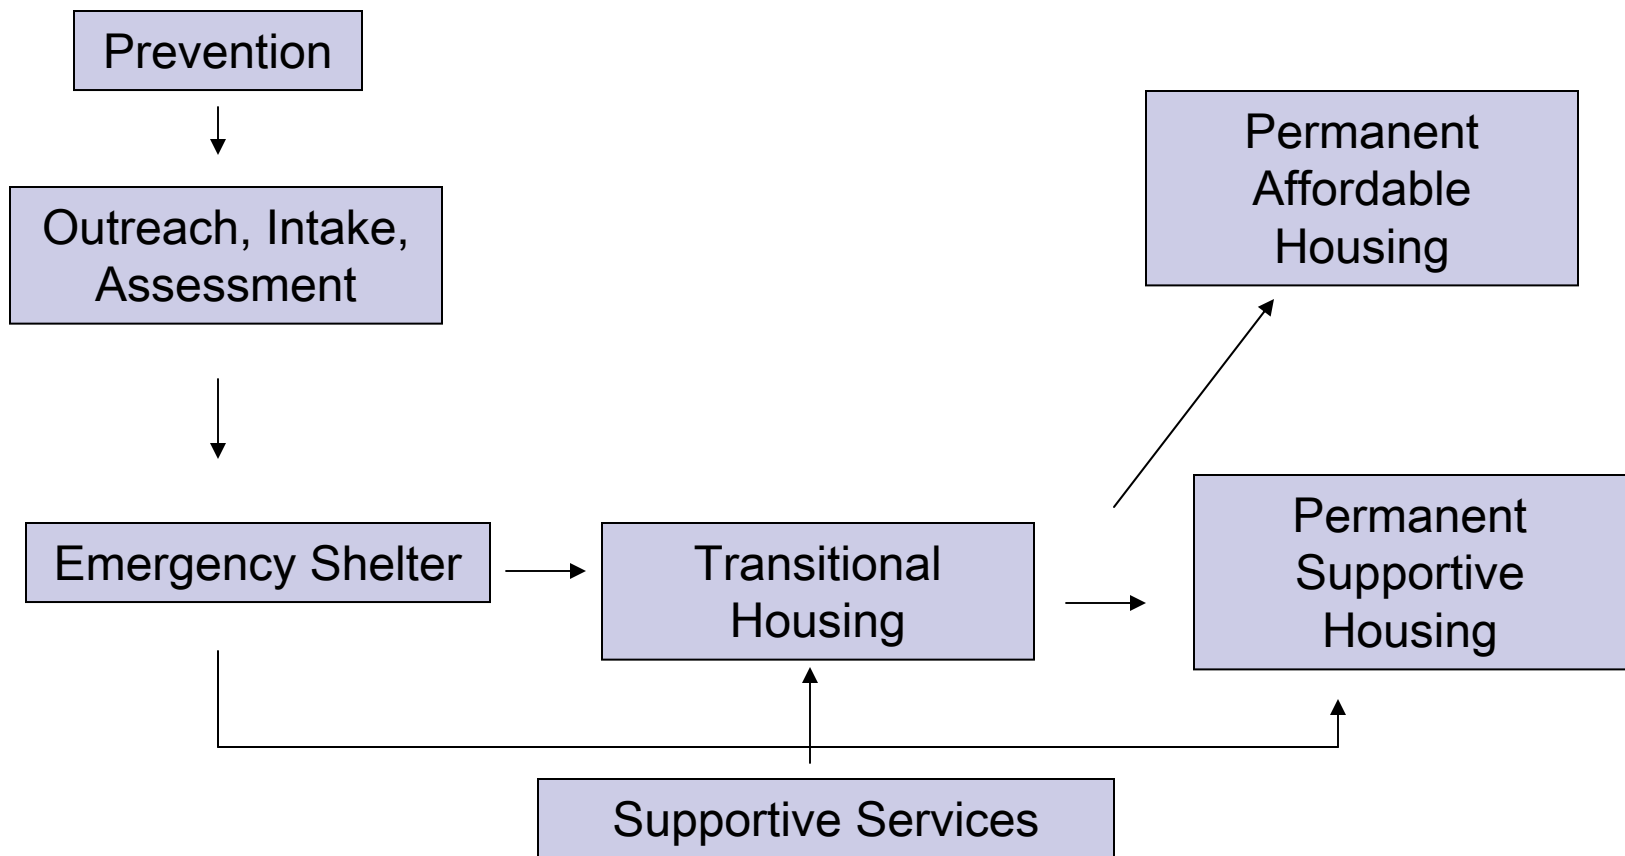 Prevention
Outreach, Intake,
Assessment
Emergency Shelter
Transitional
Housing
Permanent
Affordable
Housing
Permanent
Supportive
Housing
Supportive Services